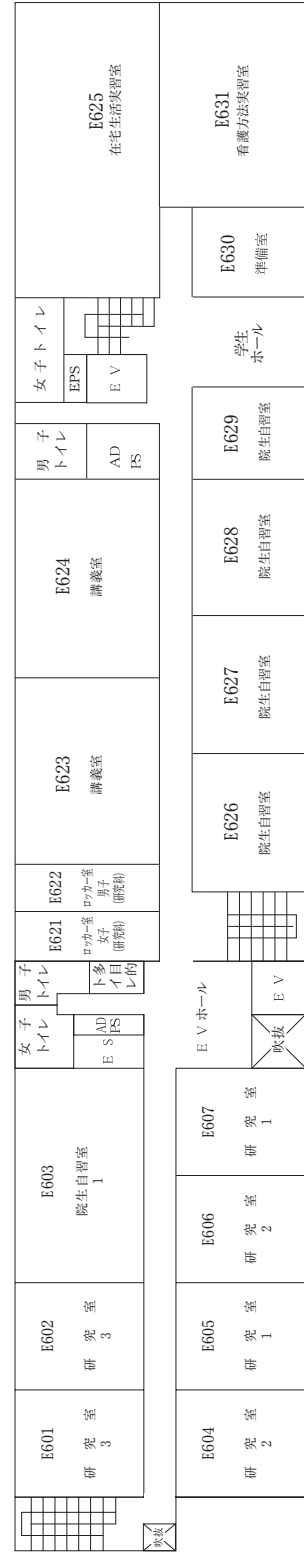 E601
研究室
3
E602
研究室
3
E603
院生自習室
1
女子
トイレ
男子
トイレ
E S
AD
PS
多目的
トイレ
E621
ロッカー室
女子
(研究科)
E622
ロッカー室
男子
(研究科)
E623
講義室
E624
講義室
男子
トイレ
AD
PS
女子トイレ
EPS
E V
E625
在宅生活実習室
吹抜
E604
研究室
2
E605
研究室
1
E606
研究室
2
E607
研究室
1
E V ホール
吹抜
E V
E626
院生自習室
E627
院生自習室
E628
院生自習室
E629
院生自習室
学生
ホール
E630
準備室
E631
看護方法実習室